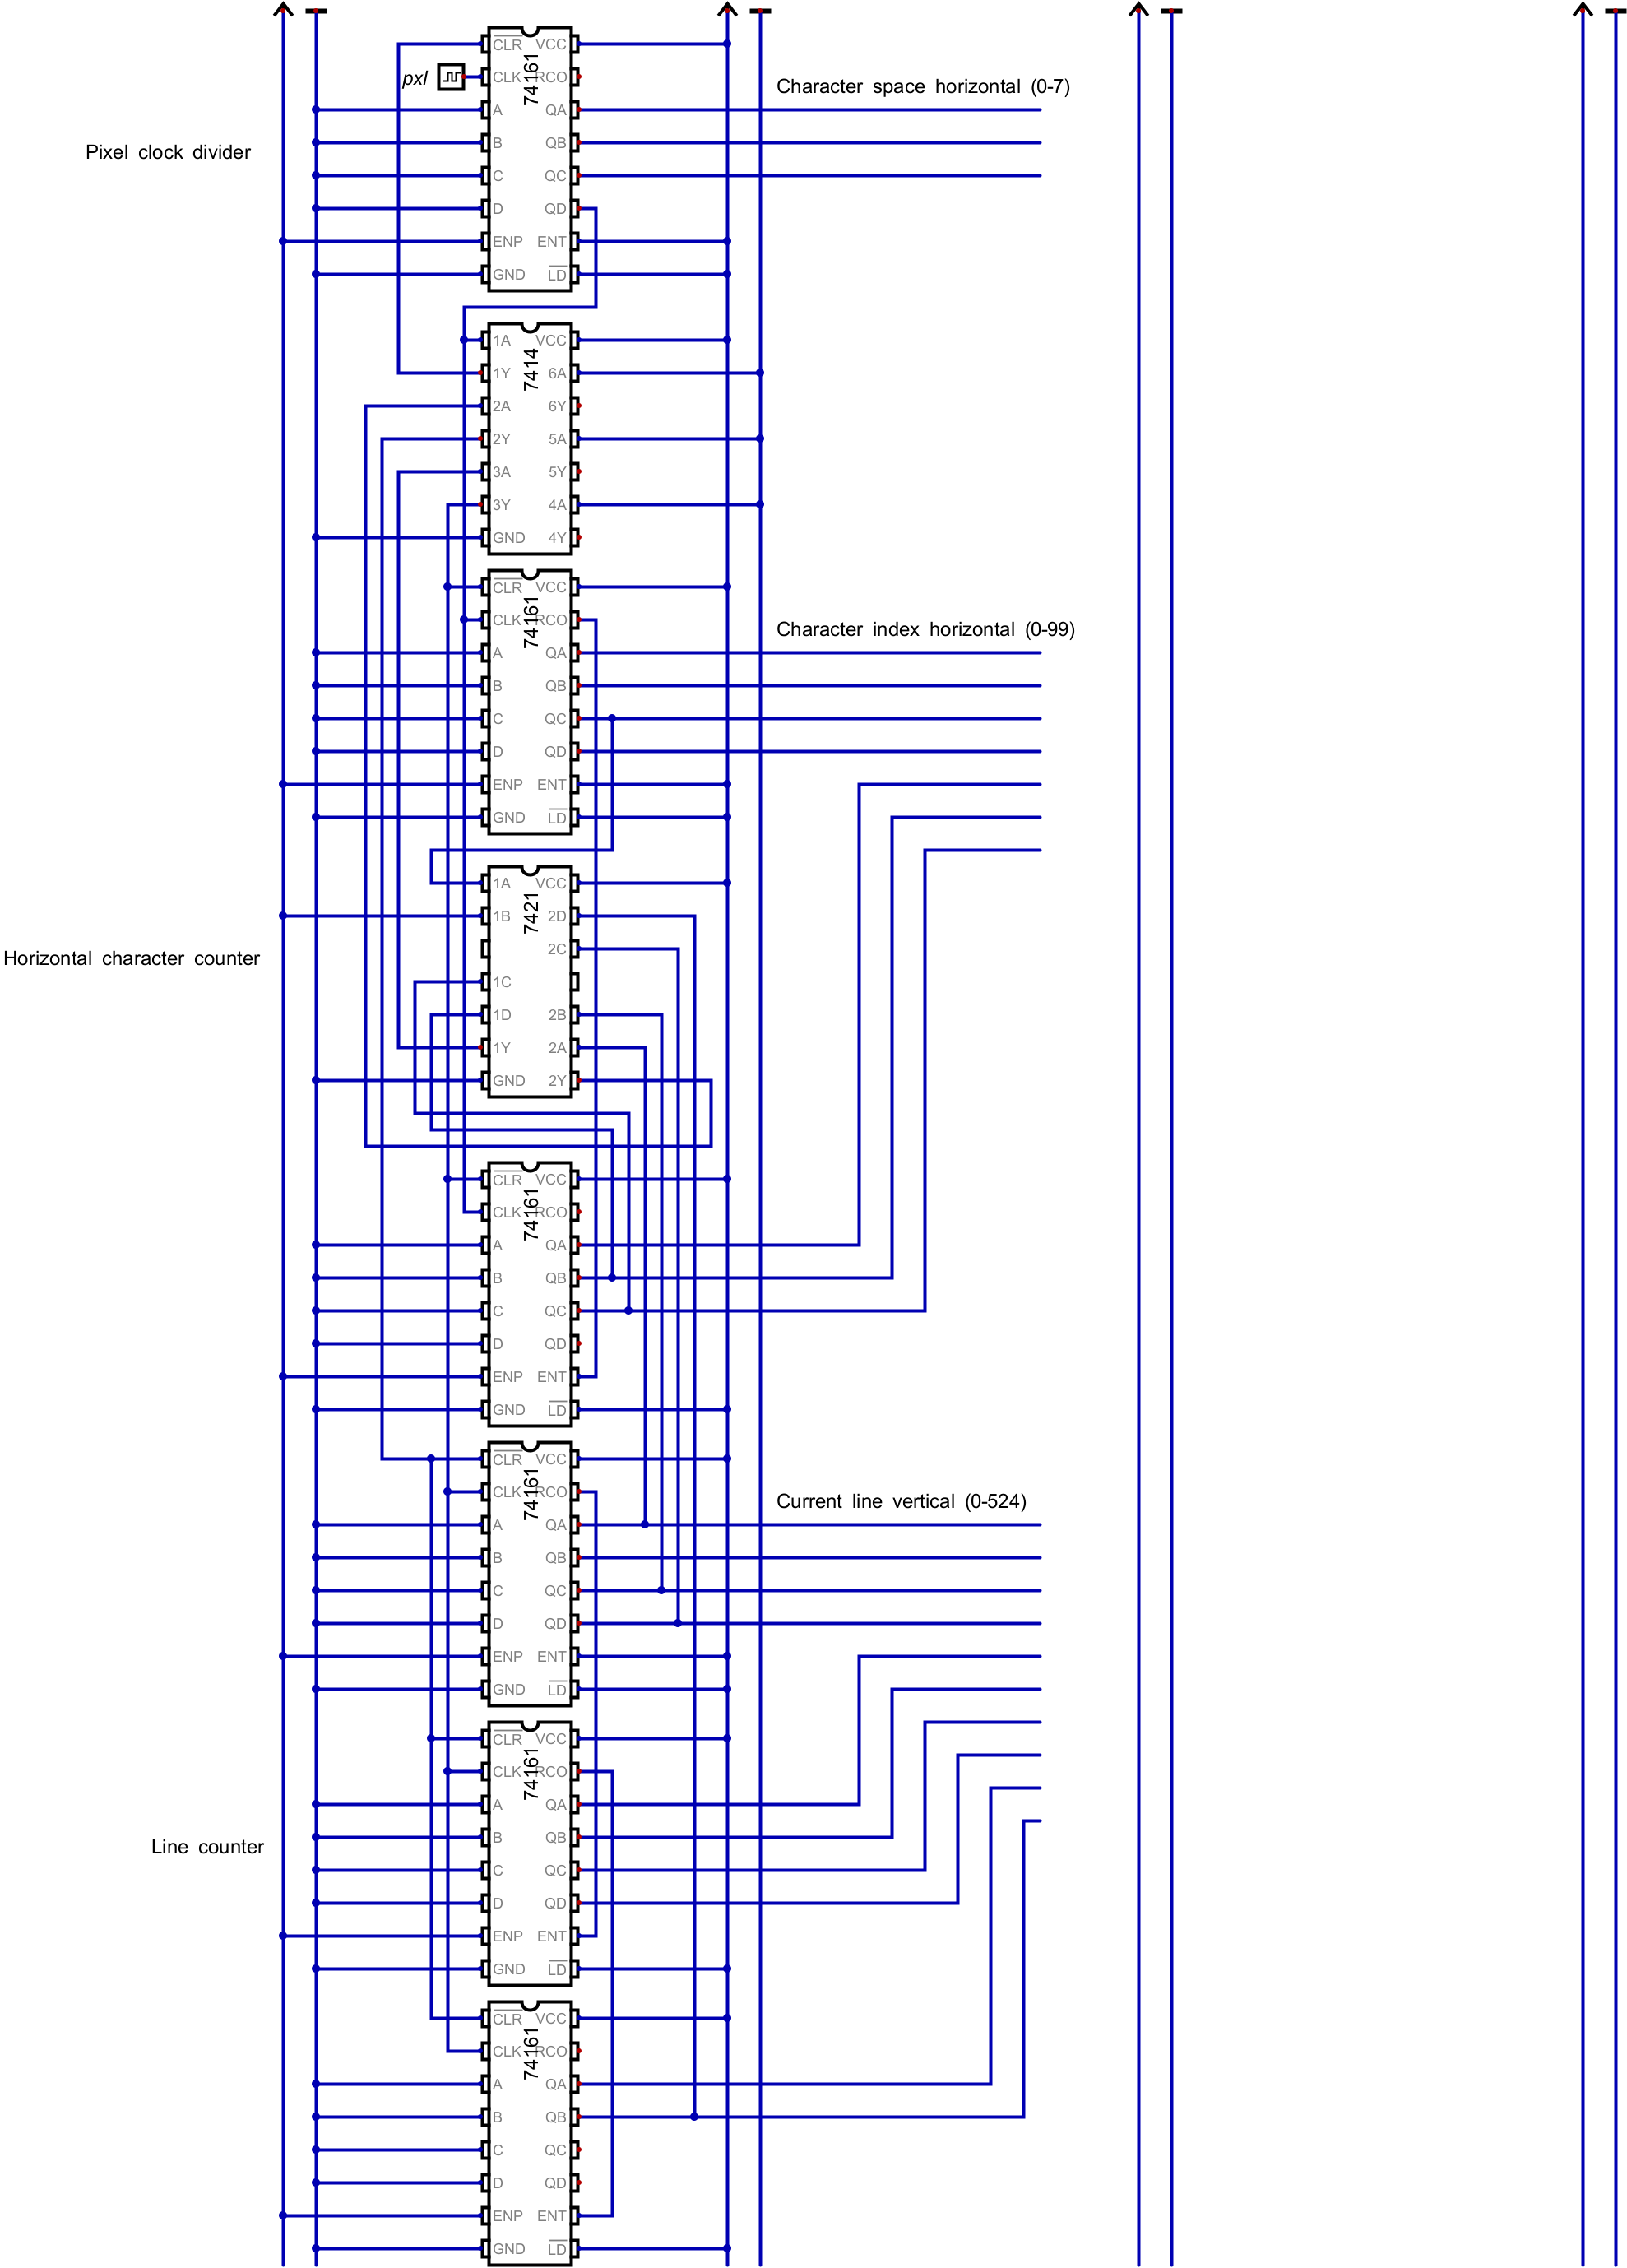 CLR VCC
74161
pxl CLK RCO
Character space horizontal (0-7)
A QA
B QB
Pixel clock divider
C QC
D QD
ENP ENT
GND LD
1A VCC
7414
1Y 6A
2A 6Y
2Y 5A
3A 5Y
3Y 4A
GND 4Y
CLR VCC
74161
CLK RCO
Character index horizontal (0-99)
A QA
B QB
C QC
D QD
ENP ENT
GND LD
1A VCC
7421
1B 2D
2C
Horizontal character counter
1C
1D 2B
1Y 2A
GND 2Y
CLR VCC
74161
CLK RCO
A QA
B QB
C QC
D QD
ENP ENT
GND LD
CLR VCC
74161
CLK RCO
Current line vertical (0-524)
A QA
B QB
C QC
D QD
ENP ENT
GND LD
CLR VCC
74161
CLK RCO
A QA
B QB
Line counter
C QC
D QD
ENP ENT
GND LD
CLR VCC
74161
CLK RCO
A QA
B QB
C QC
D QD
ENP ENT
GND LD